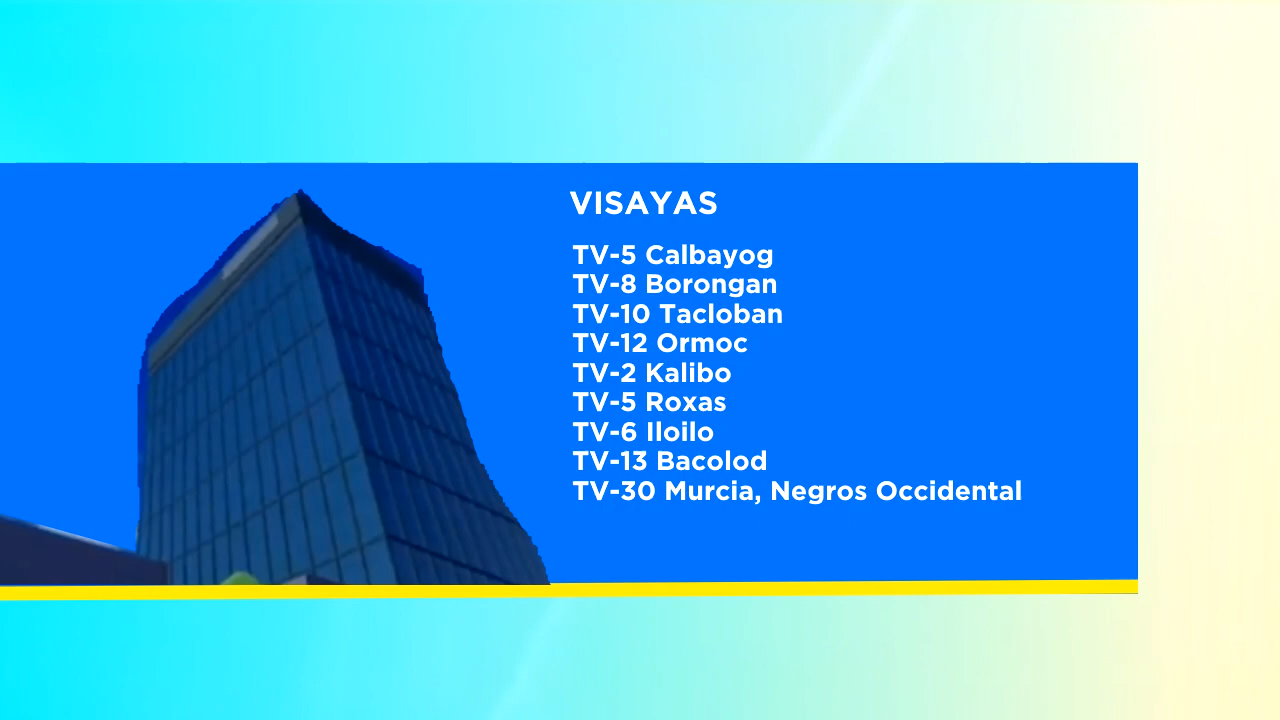 VISAYAS
TV-5 Calbayog
TV-8 Borongan
TV-10 Tacloban
TV-12 Ormoc
TV-2 Kalibo
TV-5 Roxas
TV-6 Iloilo
TV-13 Bacolod
TV-30 Murcia, Negros Occidental